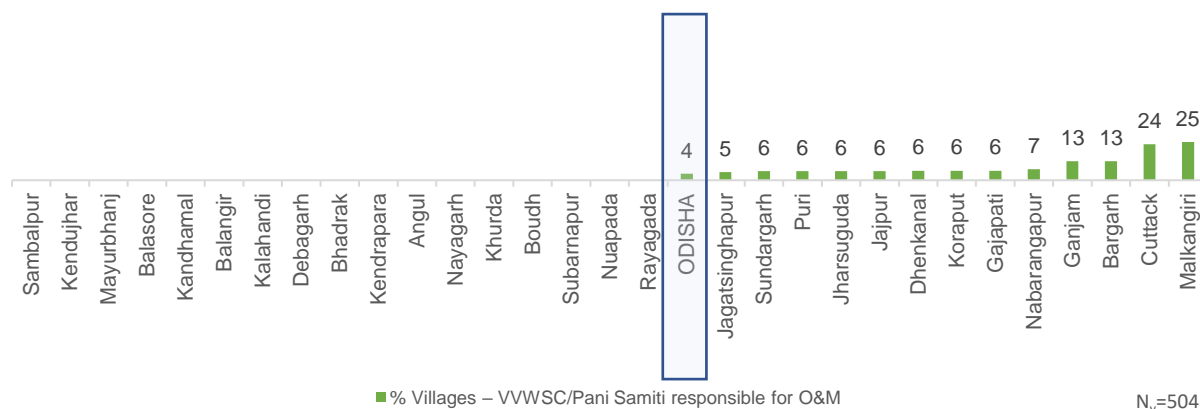 4 5 6 6 6 6 6 6 6 7 13 13 24 25
Sambalpur
Kendujhar
Mayurbhanj
Balasore
Kandhamal
Balangir
Kalahandi
Debagarh
Bhadrak
Kendrapara
Angul
Nayagarh
Khurda
Boudh
Subarnapur
Nuapada
Rayagada
ODISHA
Jagatsinghapur
Sundargarh
Puri
Jharsuguda
Jajpur
Dhenkanal
Koraput
Gajapati
Nabarangapur
Ganjam
Bargarh
Cuttack
Malkangiri
% Villages – VVWSC/Pani Samiti responsible for O&M
Nv=504